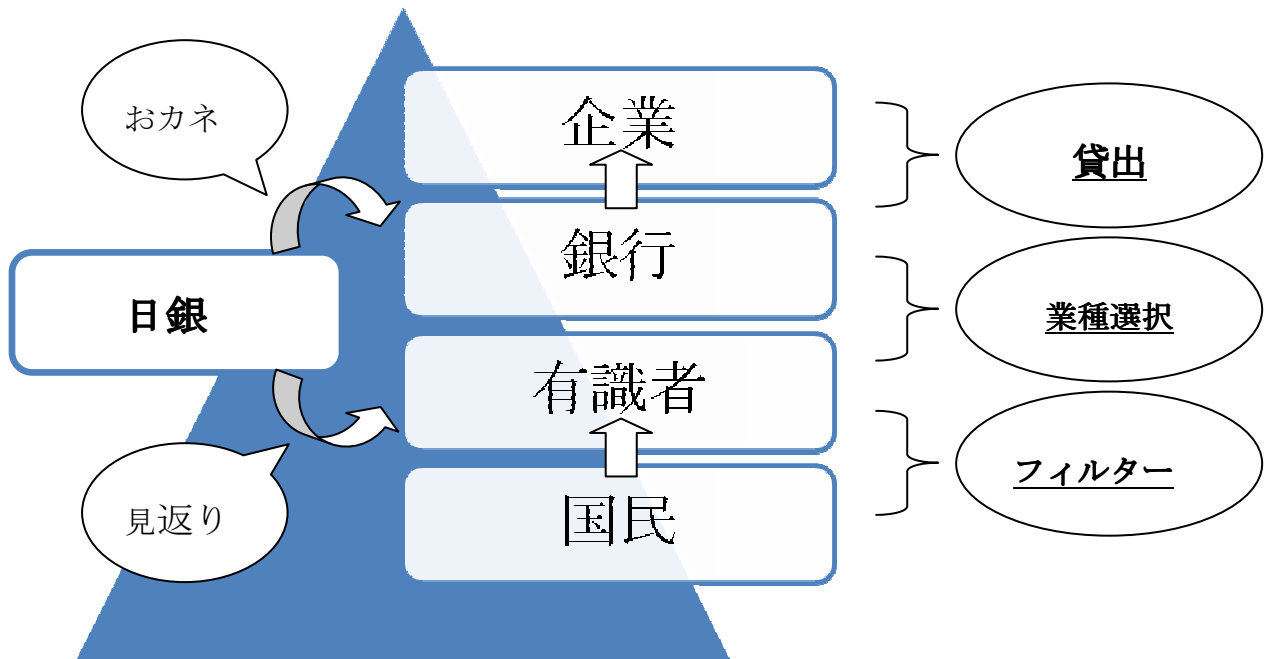 おカネ
企業
貸出
銀行
日銀
業種選択
有識者
フィルター
見返り
国民